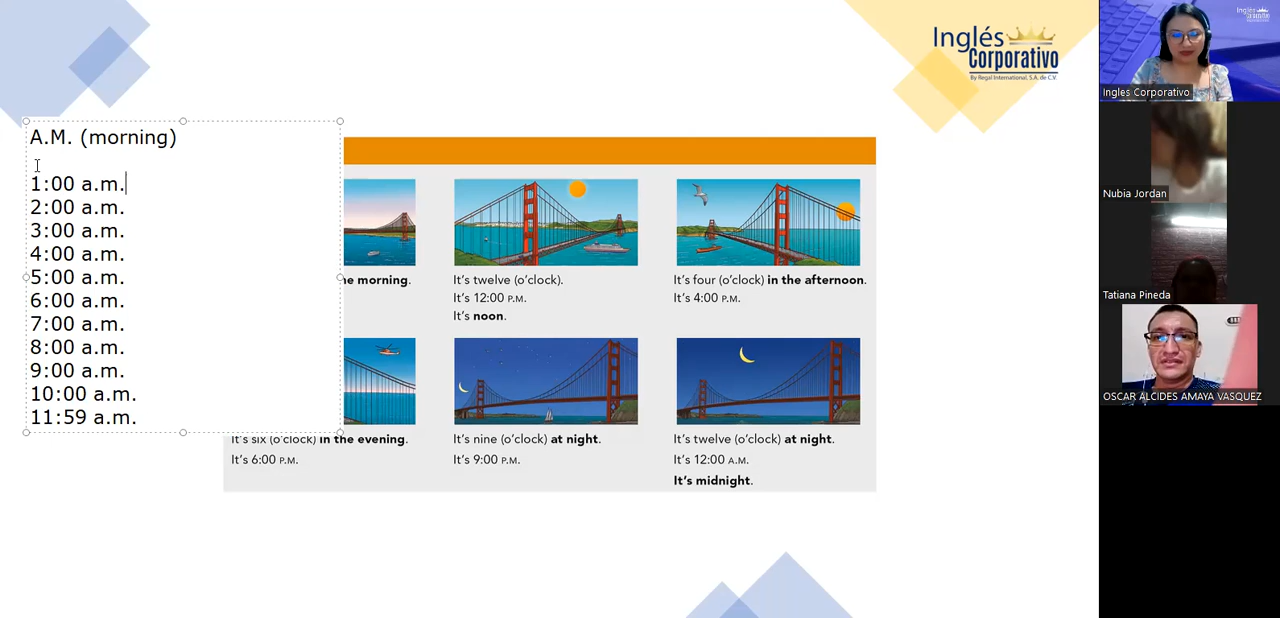 Inglés
Corporativo
By Regal International, S.A. de C.V.
A.M. (morning)
1:00 a.m.
2:00 a.m.
3:00 a.m.
4:00 a.m.
5:00 a.m.
6:00 a.m.
7:00 a.m.
8:00 a.m.
9:00 a.m.
10:00 a.m.
11:59 a.m.
he morning.
It's twelve (o'clock).
It's 12:00 P.M.
It's noon.
It's four (o'clock) in the afternoon.
It's 4:00 P.M.
It's six (o'clock) in the evening.
It's 6:00 P.M.
It's nine (o'clock) at night.
It's 9:00 P.M.
It's twelve (o'clock) at night.
It's 12:00 A.M.
It's midnight.
Ingles Corporativo
Nubia Jordan
Tatiana Pineda
OSCAR ALCIDES AMAYA VASQUEZ